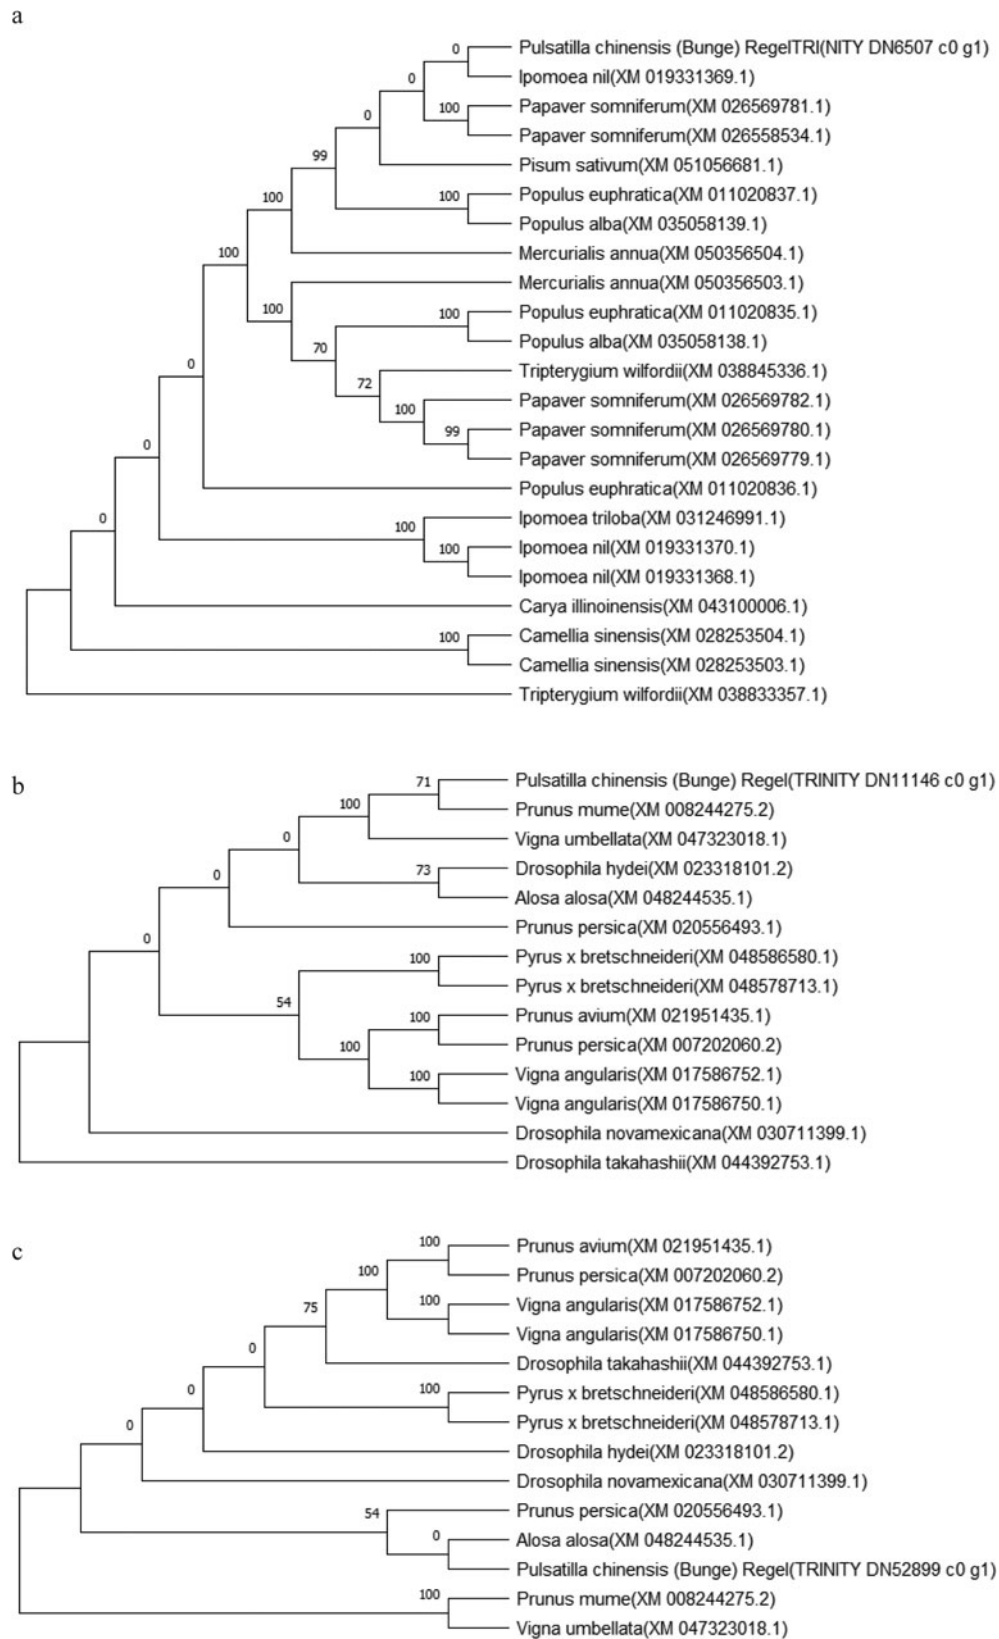 a
0
Pulsatilla chinensis (Bunge) RegelTRI(NITY DN6507 c0 g1)
0
Ipomoea nil(XM 019331369.1)
100
Papaver somniferum(XM 026569781.1)
0
Papaver somniferum(XM 026558534.1)
99
Pisum sativum(XM 051056681.1)
100
100
Populus euphratica(XM 011020837.1)
Populus alba(XM 035058139.1)
100
Mercurialis annua(XM 050356504.1)
Mercurialis annua(XM 050356503.1)
100
100
Populus euphratica(XM 011020835.1)
70
Populus alba(XM 035058138.1)
0
Tripterygium wilfordii(XM 038845336.1)
72
Papaver somniferum(XM 026569782.1)
100
99
Papaver somniferum(XM 026569780.1)
0
Papaver somniferum(XM 026569779.1)
Populus euphratica(XM 011020836.1)
0
Ipomoea triloba(XM 031246991.1)
100
100
Ipomoea nil(XM 019331370.1)
Ipomoea nil(XM 019331368.1)
Carya illinoinensis(XM 043100006.1)
100
Camellia sinensis(XM 028253504.1)
Camellia sinensis(XM 028253503.1)
Tripterygium wilfordii(XM 038833357.1)
b
71
Pulsatilla chinensis (Bunge) Regel(TRINITY DN11146 c0 g1)
100
Prunus mume(XM 008244275.2)
0
Vigna umbellata(XM 047323018.1)
73
Drosophila hydei(XM 023318101.2)
0
Alosa alosa(XM 048244535.1)
Prunus persica(XM 020556493.1)
0
100
Pyrus x bretschneideri(XM 048586580.1)
Pyrus x bretschneideri(XM 048578713.1)
54
100
Prunus avium(XM 021951435.1)
100
Prunus persica(XM 007202060.2)
100
Vigna angularis(XM 017586752.1)
Vigna angularis(XM 017586750.1)
Drosophila novamexicana(XM 030711399.1)
Drosophila takahashii(XM 044392753.1)
c
100
Prunus avium(XM 021951435.1)
100
Prunus persica(XM 007202060.2)
100
75
Vigna angularis(XM 017586752.1)
Vigna angularis(XM 017586750.1)
0
Drosophila takahashii(XM 044392753.1)
0
100
Pyrus x bretschneideri(XM 048586580.1)
Pyrus x bretschneideri(XM 048578713.1)
0
Drosophila hydei(XM 023318101.2)
Drosophila novamexicana(XM 030711399.1)
54
Prunus persica(XM 020556493.1)
0
Alosa alosa(XM 048244535.1)
Pulsatilla chinensis (Bunge) Regel(TRINITY DN52899 c0 g1)
100
Prunus mume(XM 008244275.2)
Vigna umbellata(XM 047323018.1)